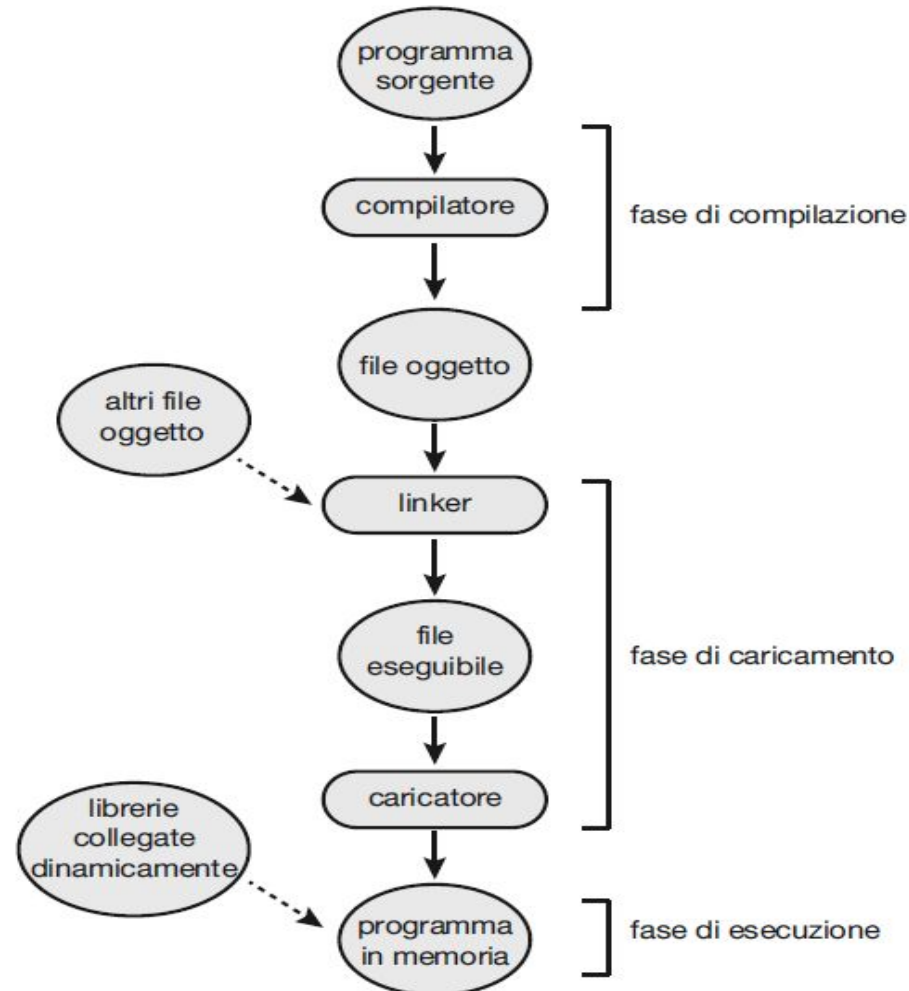 programma
sorgente
compilatore
fase di compilazione
file oggetto
altri file
oggetto
linker
file
eseguibile
fase di caricamento
caricatore
librerie
collegate
dinamicamente
programma
in memoria
fase di esecuzione